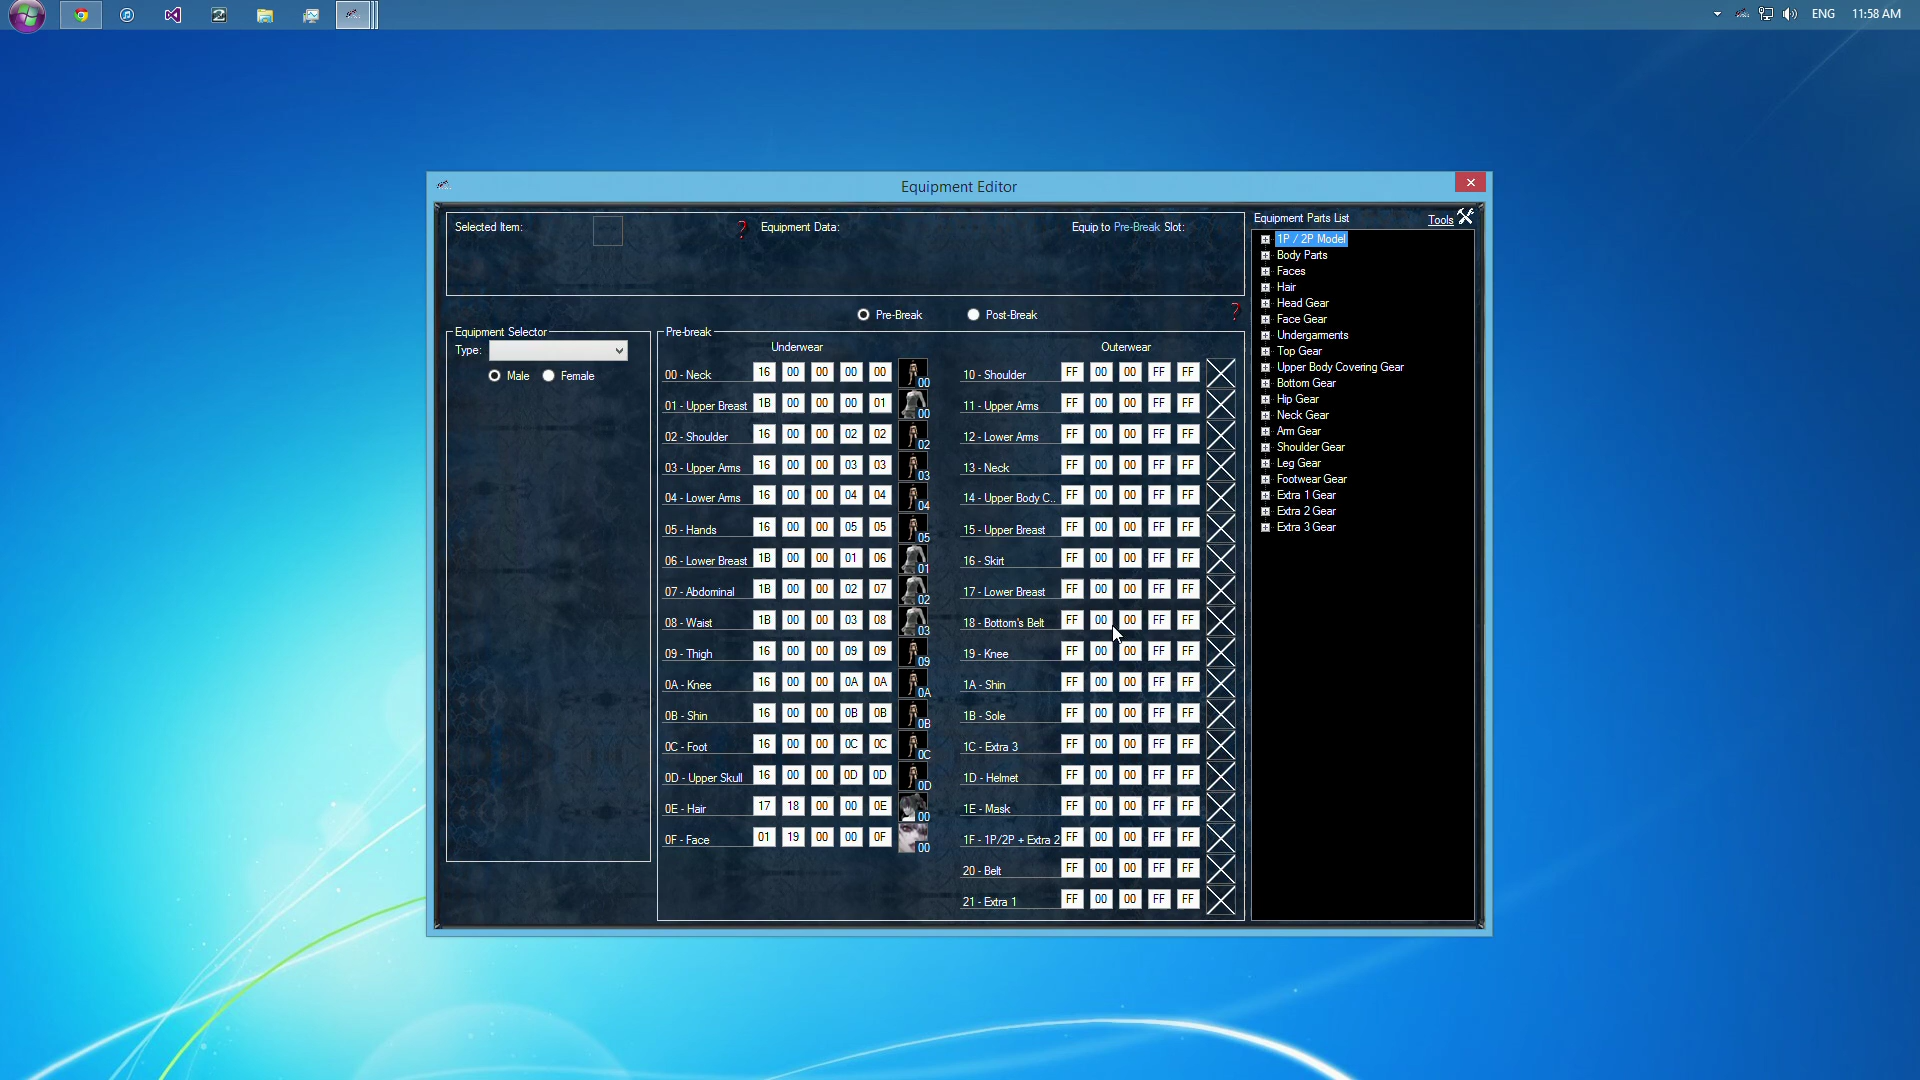 ENG 11:58 AM
Equipment Editor
Selected Item: ? Equipment Data: Equip to Pre-Break Slot:
Equipment Parts List Tools
Pre-Break Post-Break ?
Equipment Selector
Type:
Male Female
Pre-break
Underwear
00 - Neck 16 00 00 00 00 00
01 - Upper Breast 1B 00 00 00 01 00
02 - Shoulder 16 00 00 02 02 02
03 - Upper Arms 16 00 00 03 03 03
04 - Lower Arms 16 00 00 04 04 04
05 - Hands 16 00 00 05 05 05
06 - Lower Breast 1B 00 00 01 06 01
07 - Abdominal 1B 00 00 02 07 02
08 - Waist 1B 00 00 03 08 03
09 - Thigh 16 00 00 09 09 09
0A - Knee 16 00 00 0A 0A 0A
0B - Shin 16 00 00 0B 0B 0B
0C - Foot 16 00 00 0C 0C 0C
0D - Upper Skull 16 00 00 0D 0D 0D
0E - Hair 17 18 00 00 0E 00
0F - Face 01 19 00 00 0F 00
Outerwear
10 - Shoulder FF 00 00 FF FF
11 - Upper Arms FF 00 00 FF FF
12 - Lower Arms FF 00 00 FF FF
13 - Neck FF 00 00 FF FF
14 - Upper Body C.. FF 00 00 FF FF
15 - Upper Breast FF 00 00 FF FF
16 - Skirt FF 00 00 FF FF
17 - Lower Breast FF 00 00 FF FF
18 - Bottom's Belt FF 00 00 FF FF
19 - Knee FF 00 00 FF FF
1A - Shin FF 00 00 FF FF
1B - Sole FF 00 00 FF FF
1C - Extra 3 FF 00 00 FF FF
1D - Helmet FF 00 00 FF FF
1E - Mask FF 00 00 FF FF
1F - 1P/2P + Extra 2 FF 00 00 FF FF
20 - Belt FF 00 00 FF FF
21 - Extra 1 FF 00 00 FF FF
1P / 2P Model
Body Parts
Faces
Hair
Head Gear
Face Gear
Undergarments
Top Gear
Upper Body Covering Gear
Bottom Gear
Hip Gear
Neck Gear
Arm Gear
Shoulder Gear
Leg Gear
Footwear Gear
Extra 1 Gear
Extra 2 Gear
Extra 3 Gear